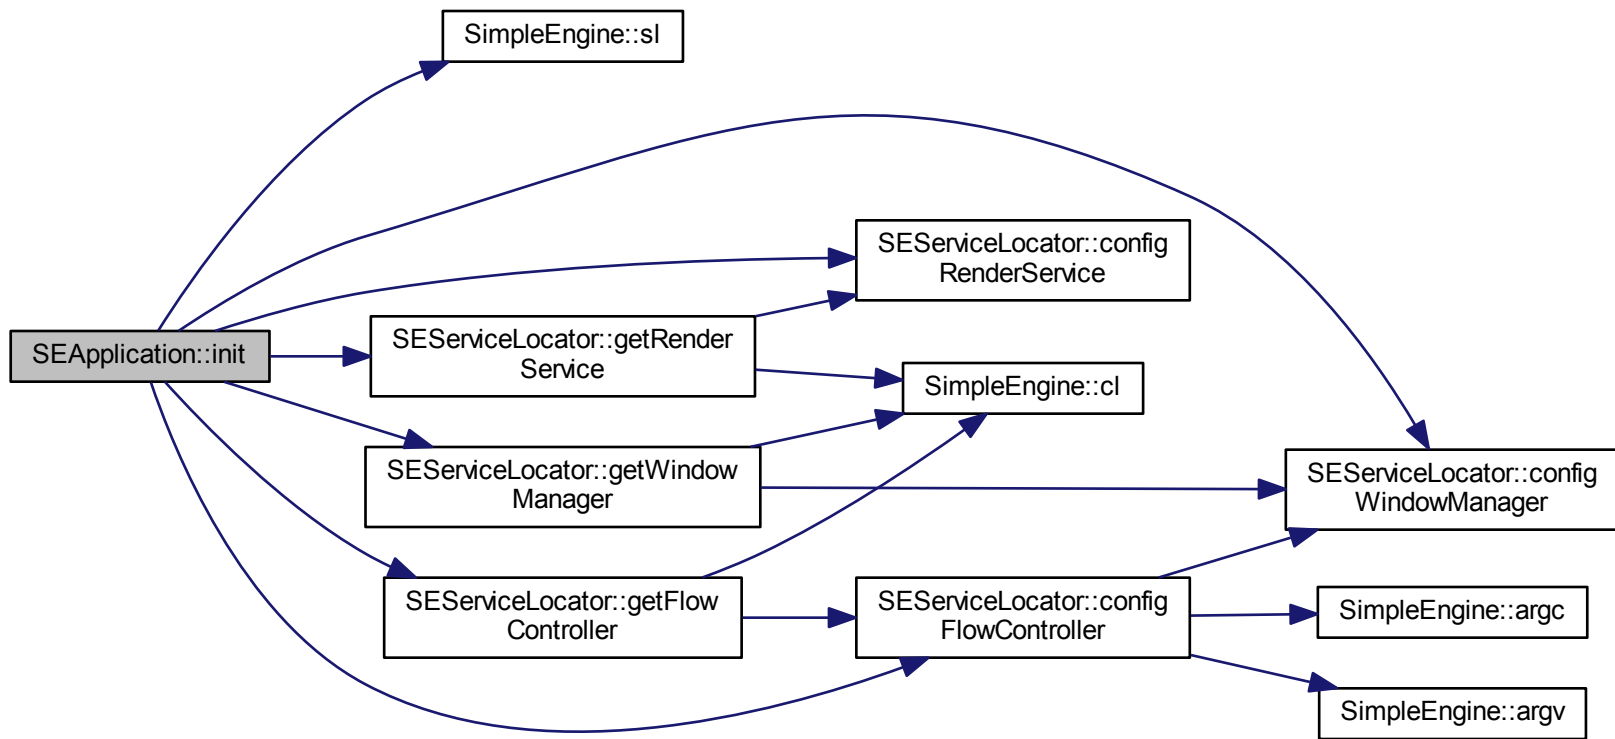 SimpleEngine::sl
SEServiceLocator::config
RenderService
SEApplication::init
SEServiceLocator::getRender
Service
SimpleEngine::cl
SEServiceLocator::getWindow
Manager
SEServiceLocator::config
WindowManager
SEServiceLocator::getFlow
Controller
SEServiceLocator::config
FlowController
SimpleEngine::argc
SimpleEngine::argv